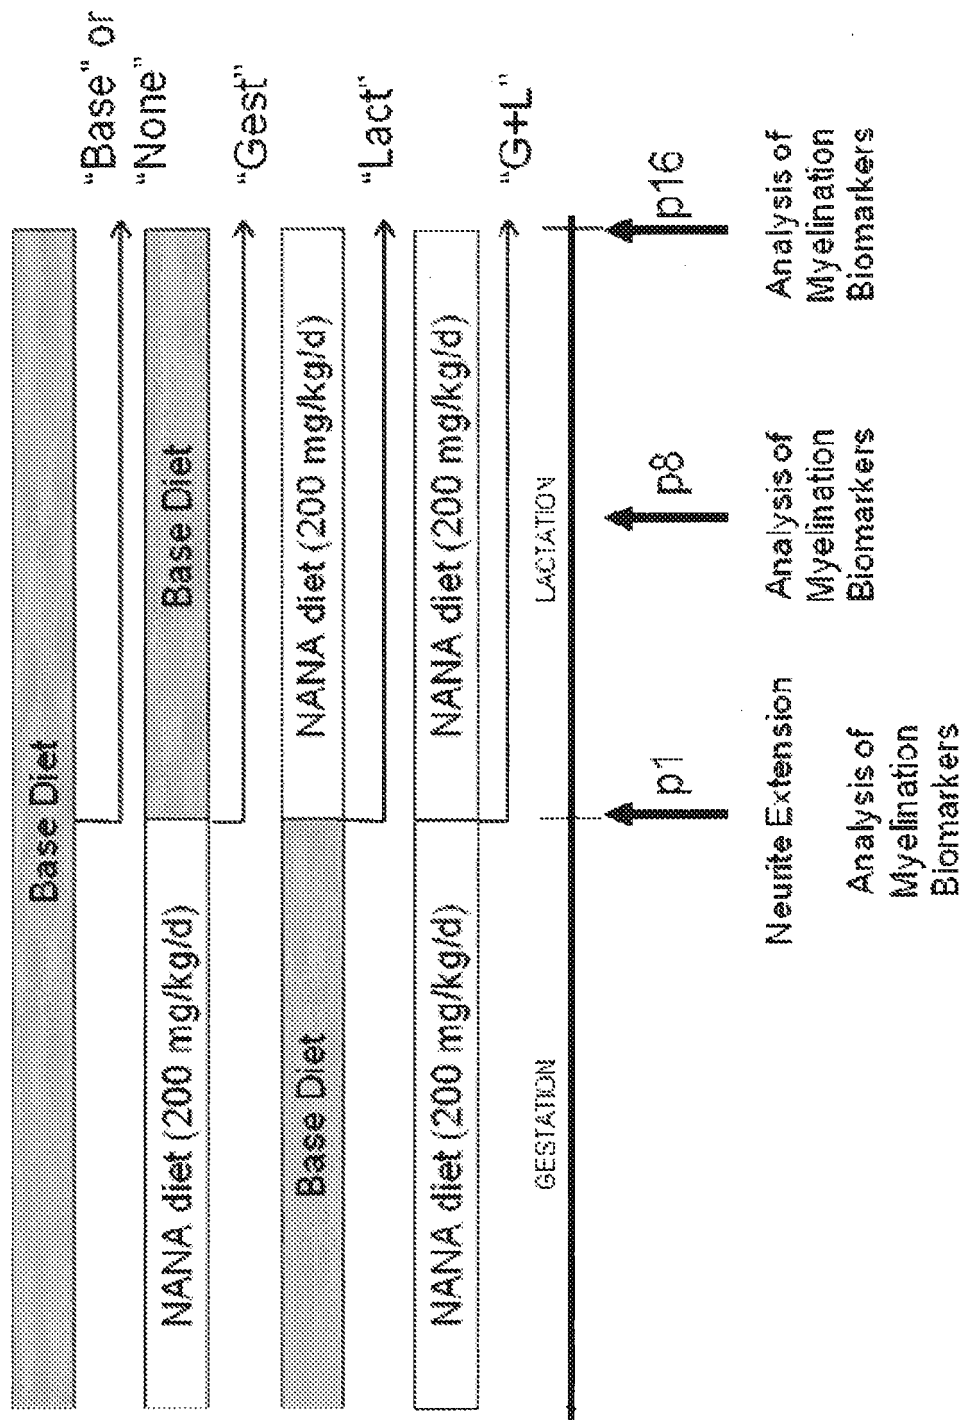 Base Diet
"Base" or
"None"
NANA diet (200 mg/kg/d)
Base Diet
"Gest"
Base Diet
NANA diet (200 mg/kg/d)
"Lact"
NANA diet (200 mg/kg/d)
NANA diet (200 mg/kg/d)
"G+L"
GESTATION
LACTATION
p1
p8
p16
Neurite Extension
Analysis of
Myelination
Biomarkers
Analysis of
Myelination
Biomarkers
Analysis of
Myelination
Biomarkers